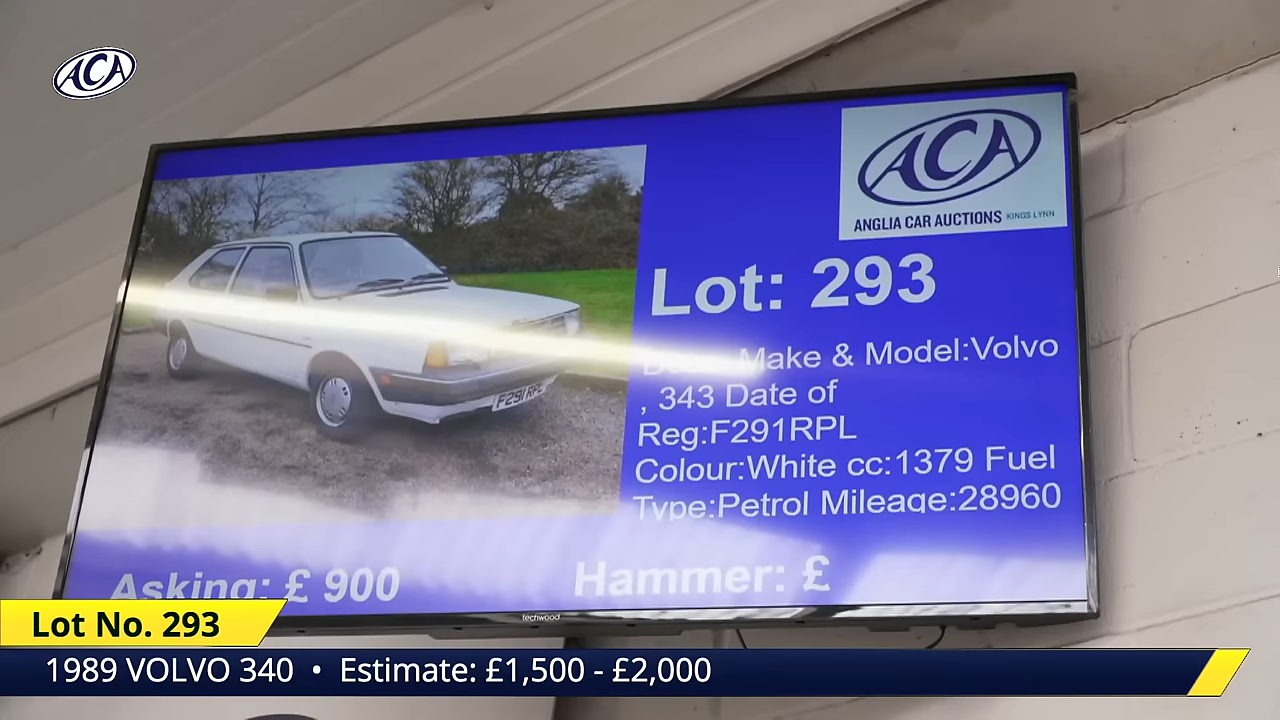 ACA
ACA
ANGLIA CAR AUCTIONS KINGS LYNN
Lot: 293
Make & Model:Volvo
, 343 Date of
Reg:F291RPL
Colour:White cc:1379 Fuel
Type:Petrol Mileage:28960
F291 RPL
Asking: £ 900
Hammer: £
techwood
Lot No. 293
1989 VOLVO 340 • Estimate: £1,500 - £2,000